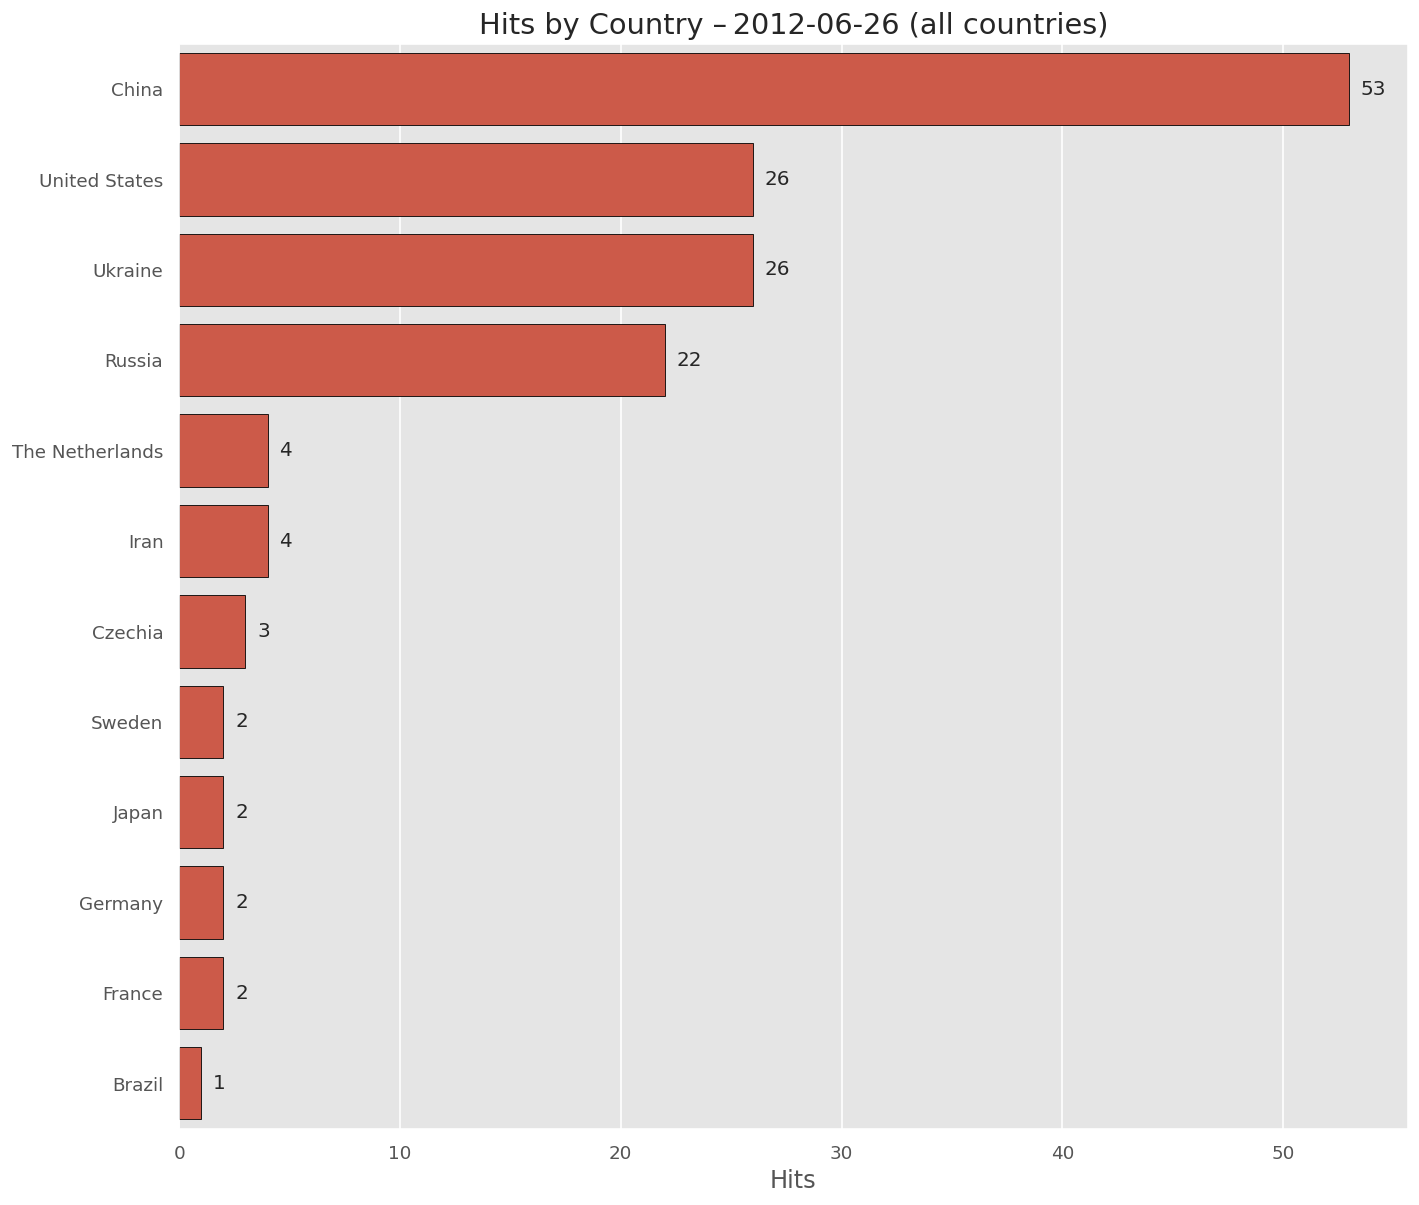 Hits by Country – 2012-06-26 (all countries)
China 53
United States 26
Ukraine 26
Russia 22
The Netherlands 4
Iran 4
Czechia 3
Sweden 2
Japan 2
Germany 2
France 2
Brazil 1
0 10 20 30 40 50
Hits